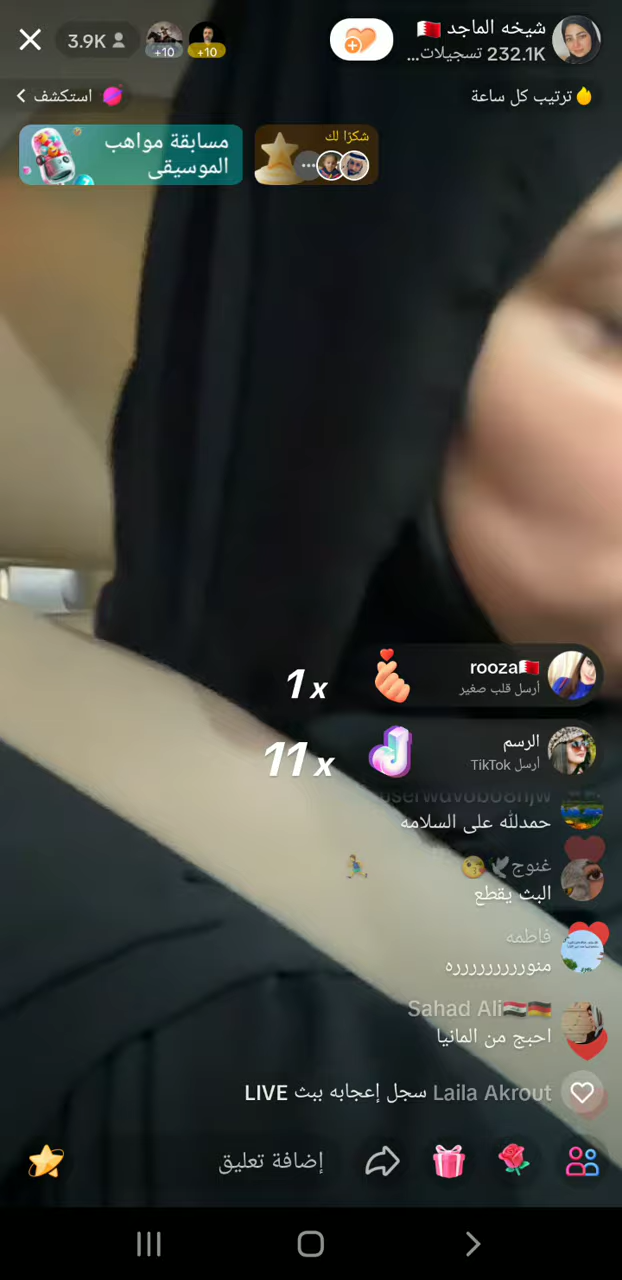 شيخه الماجد 🇧🇭
232.1K تسجيلات...
3.9K
+10
+10
ترتيب كل ساعة
استكشف
شكرًا لك
مسابقة مواهب
الموسيقى
rooza🇧🇭
أرسل قلب صغير
1x
الرسم
أرسل TikTok
11x
حمدلله على السلامه
غنوج🕊😘
البث يقطع
فاطمه
منورررررررررره
Sahad Ali🇮🇶🇩🇪
احبج من المانيا
Laila Akrout سجل إعجابه ببث LIVE
إضافة تعليق